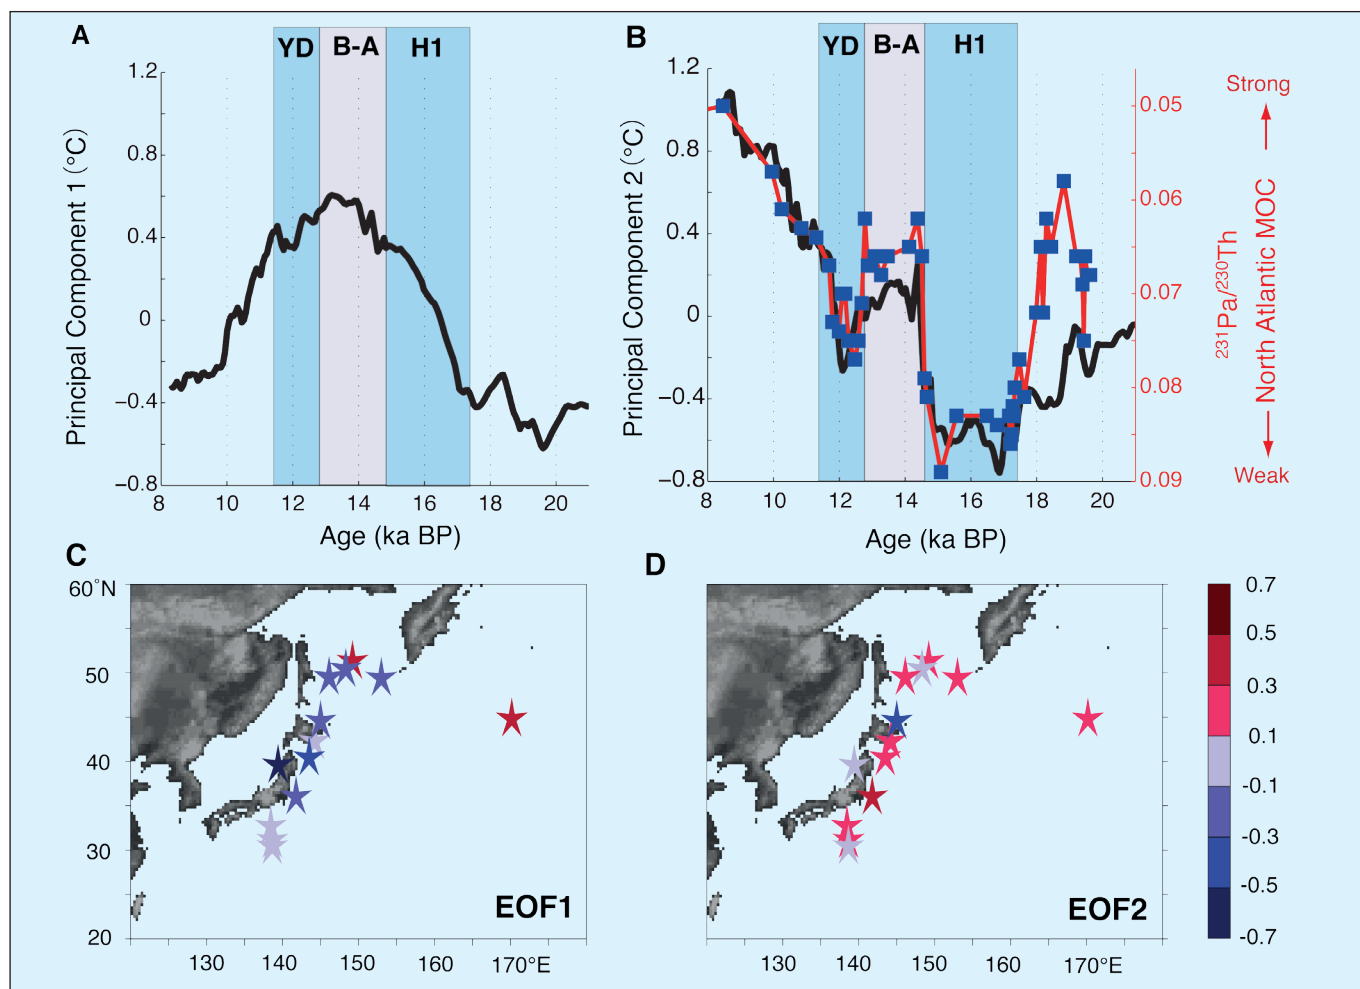 A
YD
B-A
H1
1.2
0.8
0.4
0
−0.4
−0.8
Principal Component 1 (°C)
8
10
12
14
16
18
20
Age (ka BP)
B
YD
B-A
H1
1.2
0.8
0.4
0
−0.4
−0.8
Principal Component 2 (°C)
8
10
12
14
16
18
20
Age (ka BP)
0.05
0.06
0.07
0.08
0.09
231Pa/230Th
Strong
North Atlantic MOC
Weak
C
60°N
50
40
30
20
130
140
150
160
170°E
EOF1
D
130
140
150
160
170°E
EOF2
0.7
0.5
0.3
0.1
-0.1
-0.3
-0.5
-0.7